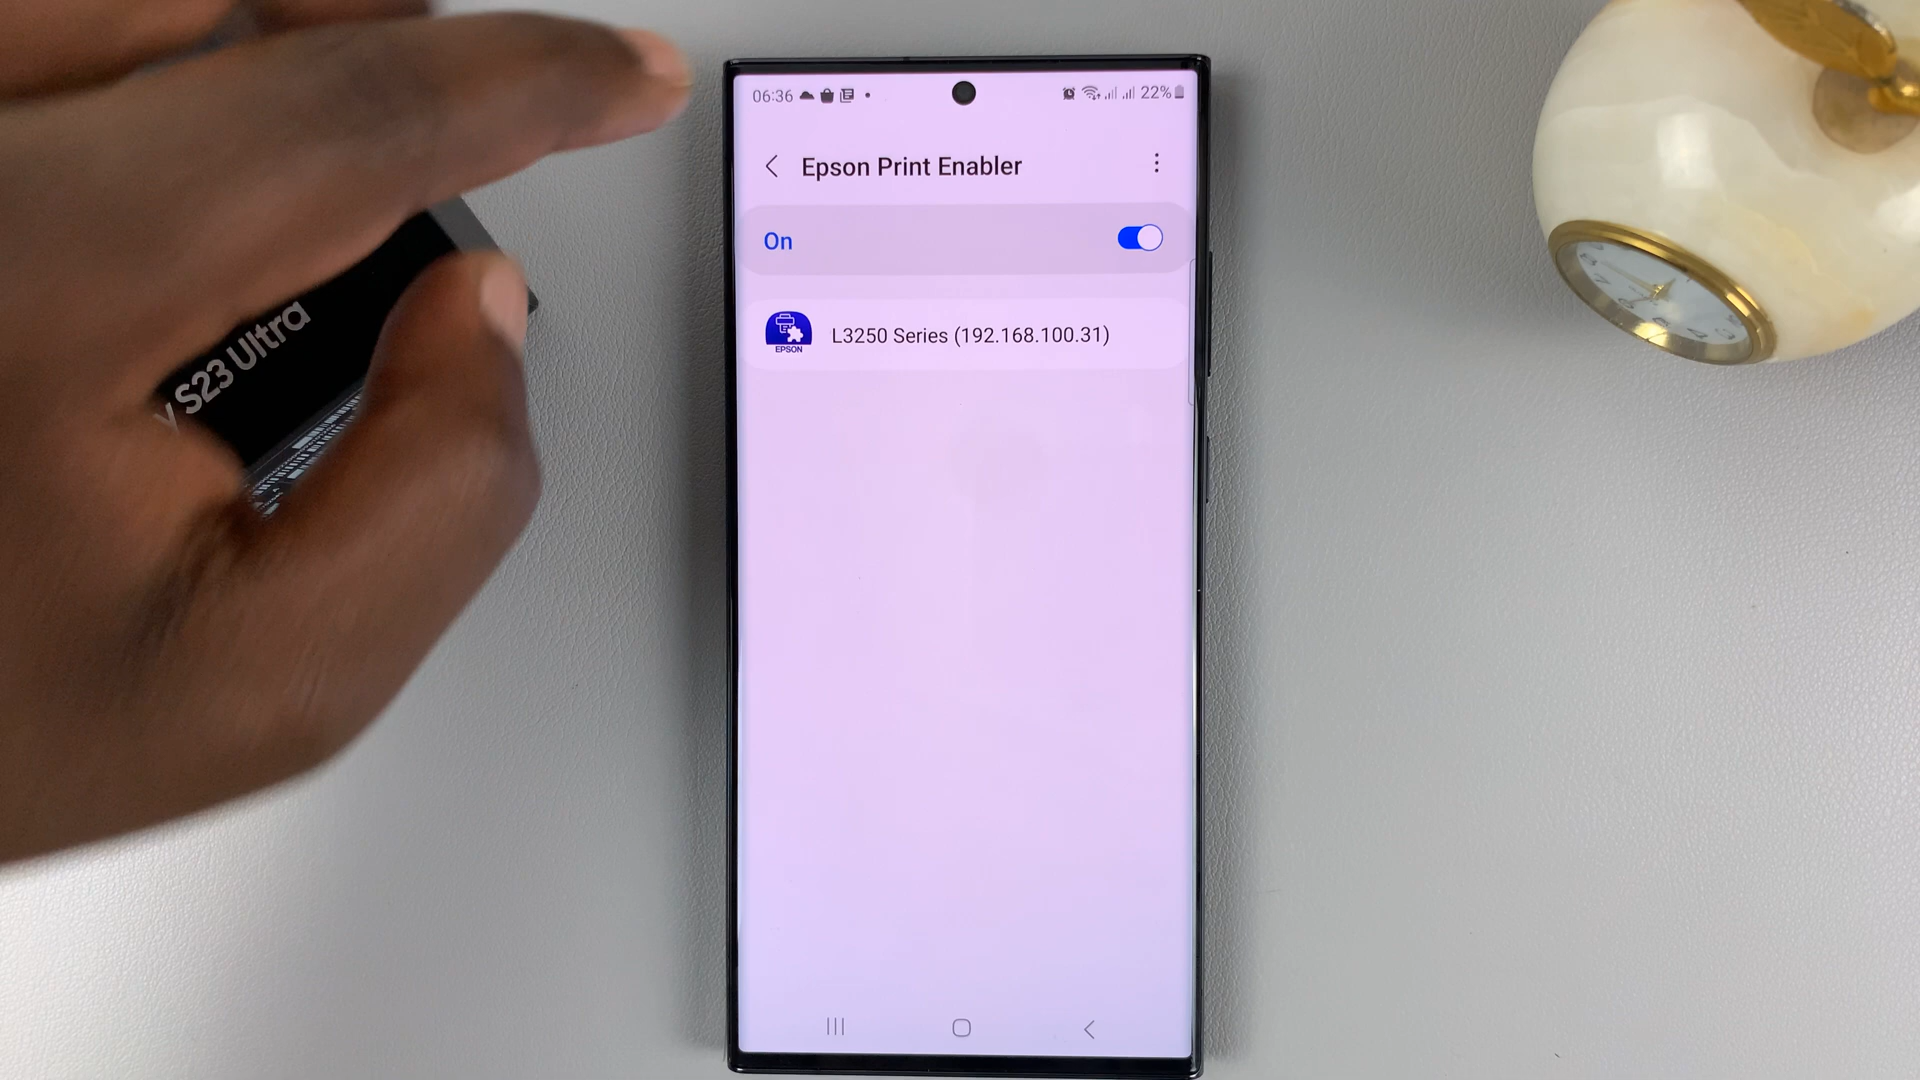 06:36
22%
Epson Print Enabler
On
L3250 Series (192.168.100.31)
EPSON
S23 Ultra